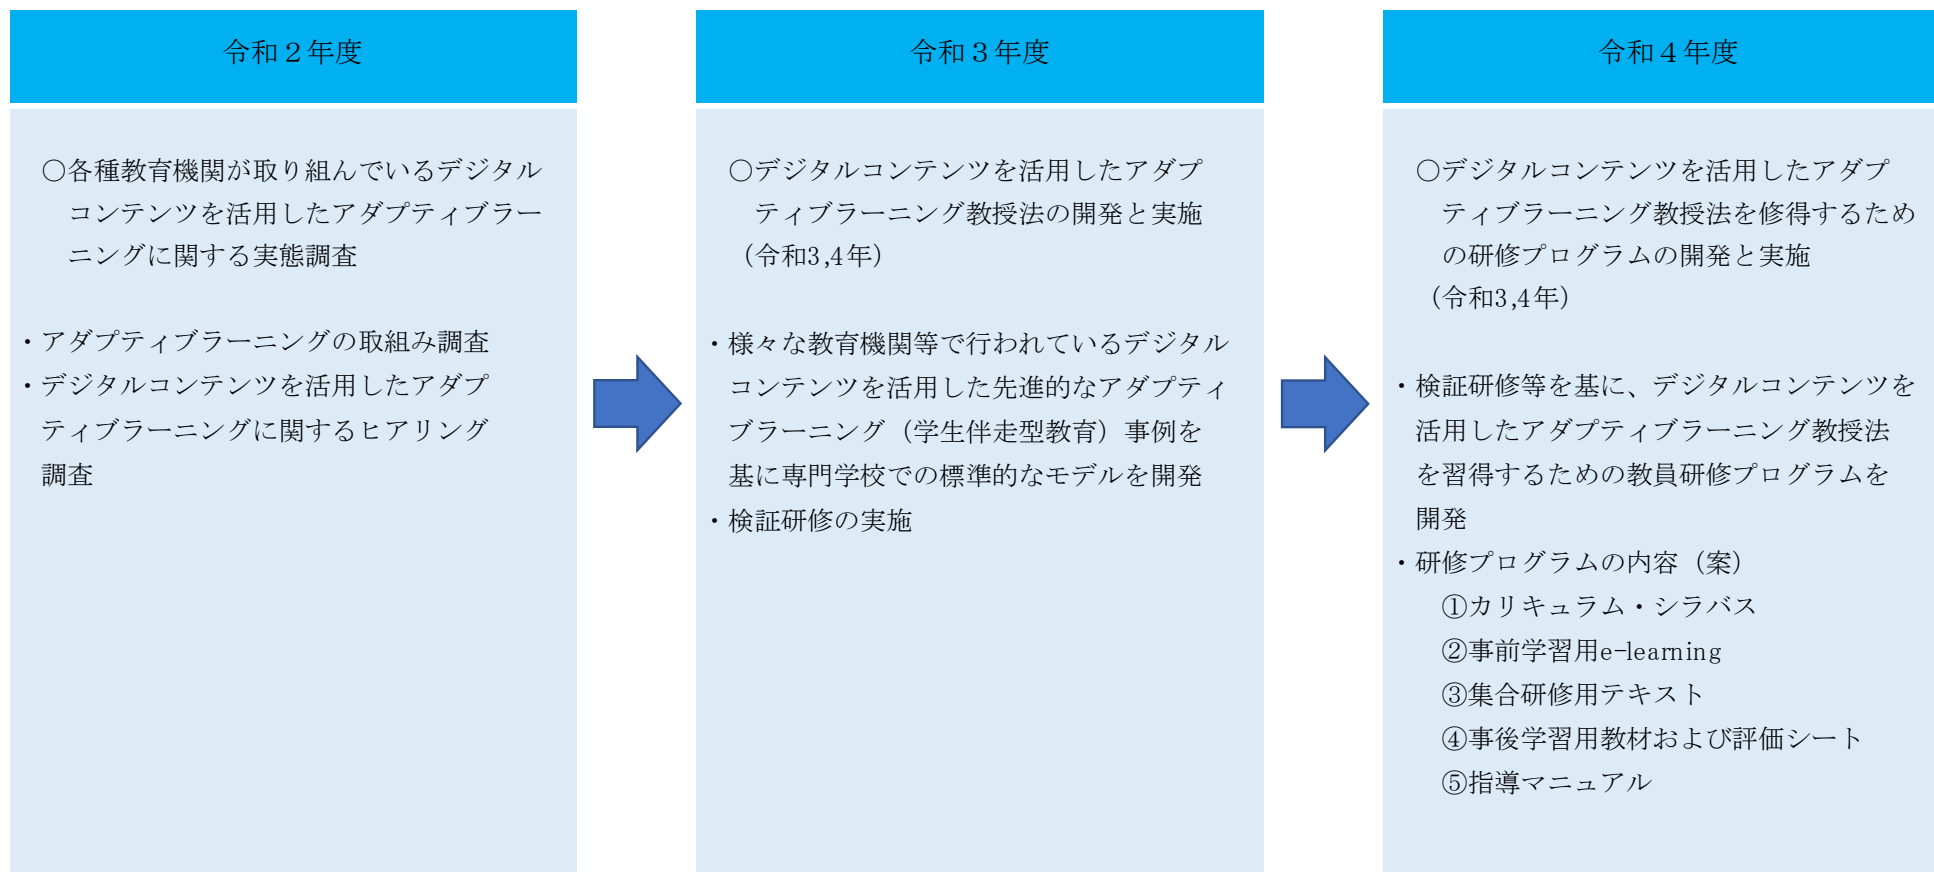 令和２年度
○各種教育機関が取り組んでいるデジタル
コンテンツを活用したアダプティブラー
ニングに関する実態調査
・アダプティブラーニングの取組み調査
・デジタルコンテンツを活用したアダプ
ティブラーニングに関するヒアリング
調査
令和３年度
○デジタルコンテンツを活用したアダプ
ティブラーニング教授法の開発と実施
（令和3,4年）
・様々な教育機関等で行われているデジタル
コンテンツを活用した先進的なアダプティ
ブラーニング（学生伴走型教育）事例を
基に専門学校での標準的なモデルを開発
・検証研修の実施
令和４年度
○デジタルコンテンツを活用したアダプ
ティブラーニング教授法を修得するため
の研修プログラムの開発と実施
（令和3,4年）
・検証研修等を基に、デジタルコンテンツを
活用したアダプティブラーニング教授法
を習得するための教員研修プログラムを
開発
・研修プログラムの内容（案）
①カリキュラム・シラバス
②事前学習用e-learning
③集合研修用テキスト
④事後学習用教材および評価シート
⑤指導マニュアル